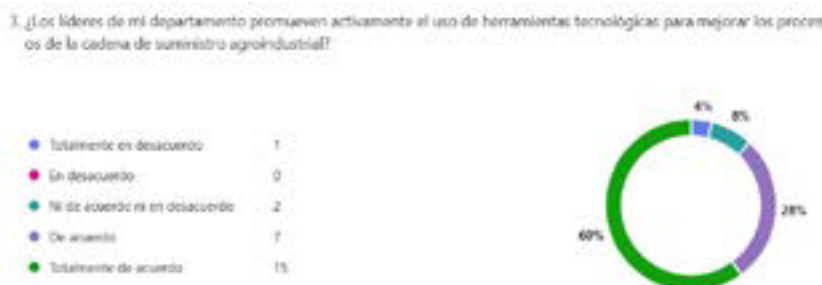 3. ¿Los líderes de mi departamento promueven activamente el uso de herramientas tecnológicas para mejorar los proces
os de la cadena de suministro agroindustrial?
Totalmente en desacuerdo 1
En desacuerdo 0
Ni de acuerdo ni en desacuerdo 2
De acuerdo 7
Totalmente de acuerdo 15
4%
8%
28%
60%